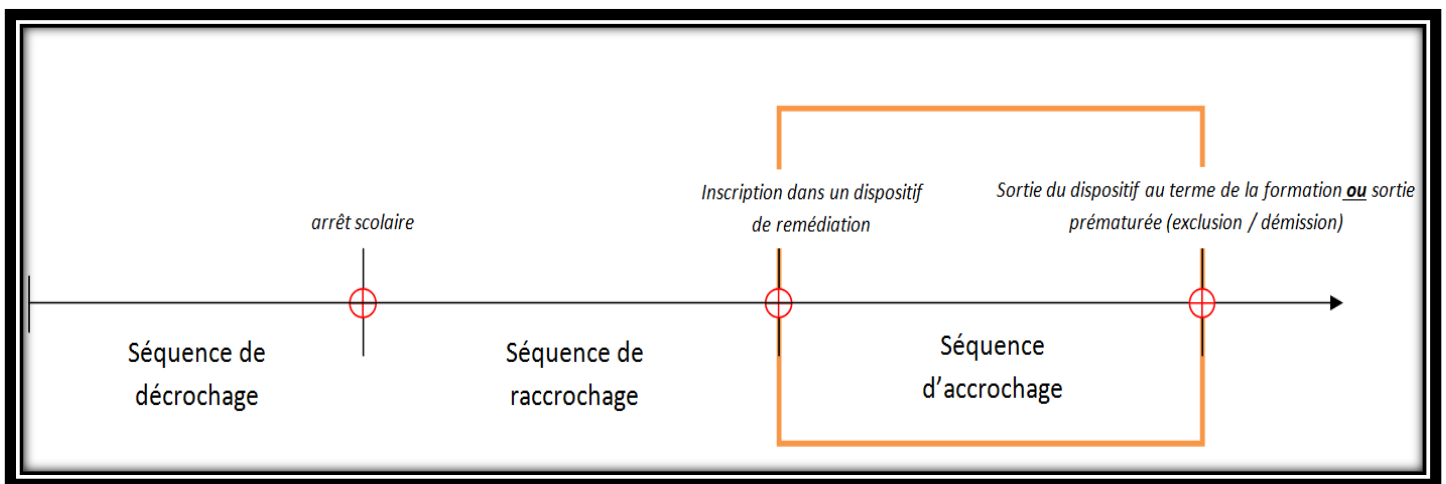 arrêt scolaire
Inscription dans un dispositif
de remédiation
Sortie du dispositif au terme de la formation ou sortie
prématurée (exclusion / démission)
Séquence de
décrochage
Séquence de
raccrochage
Séquence
d’accrochage